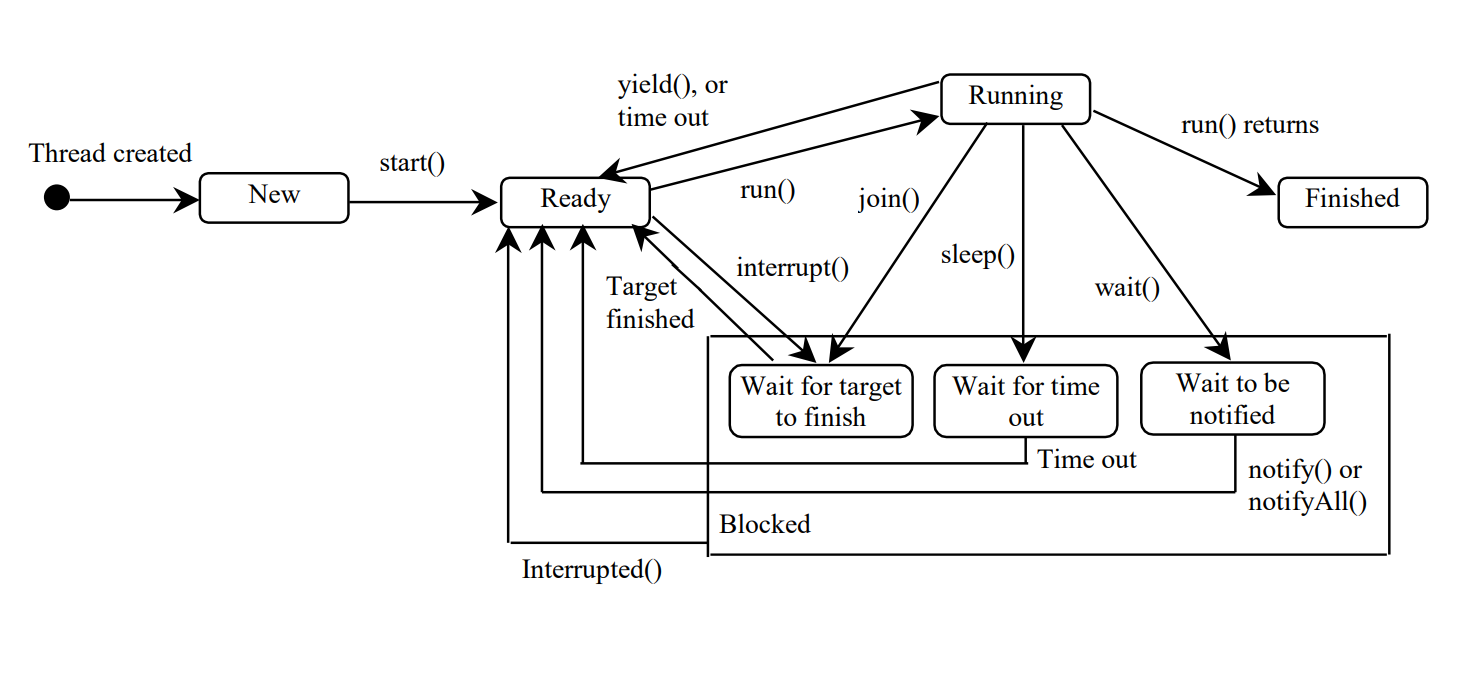 yield(), or
time out
Running
Thread created
start()
run() returns
New
Ready
run()
join()
Finished
interrupt()
sleep()
Target
finished
wait()
Wait for target
to finish
Wait for time
out
Wait to be
notified
Time out
notify() or
notifyAll()
Blocked
Interrupted()